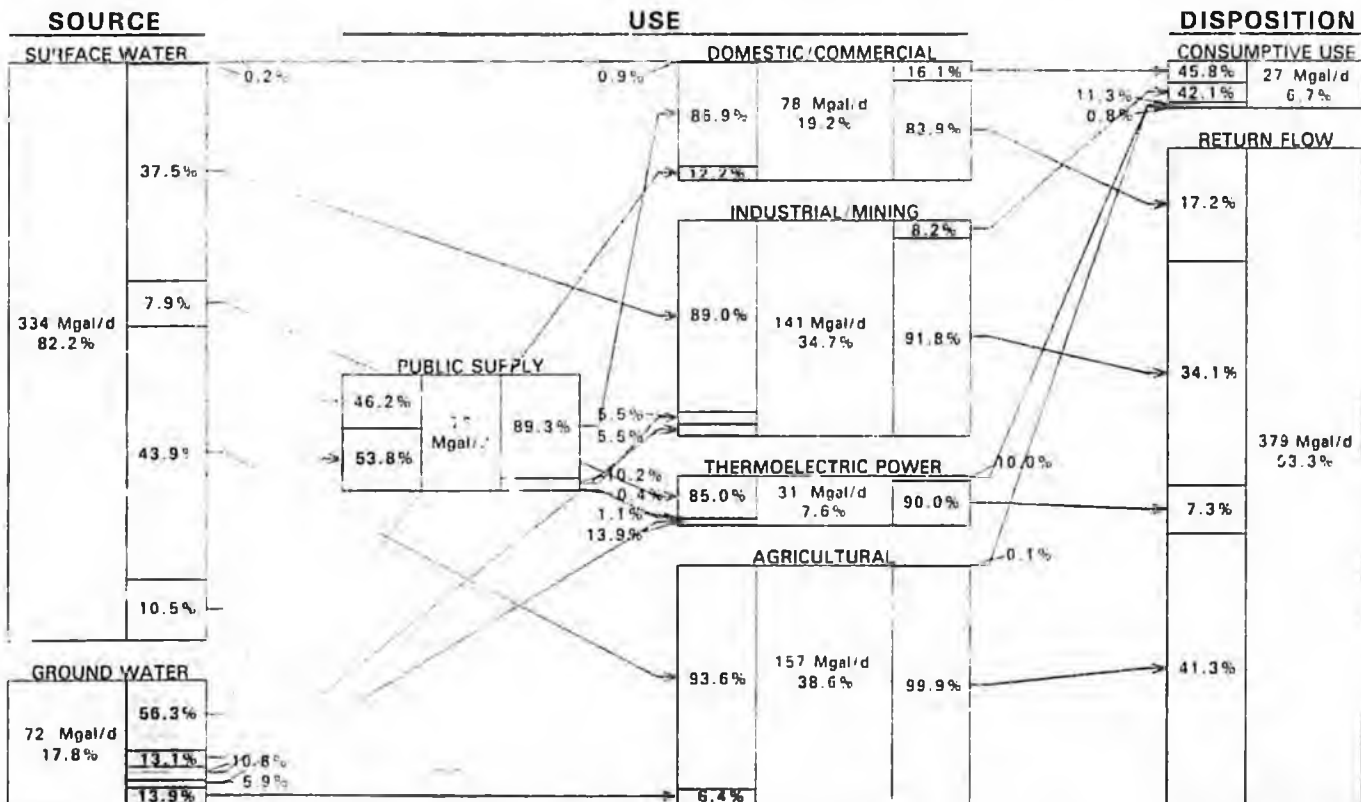 SOURCE
USE
DISPOSITION
SURFACE WATER
DOMESTIC/COMMERCIAL
CONSUMPTIVE USE
0.2%
0.9%
86.9%
12.2%
78 Mgal/d
19.2%
16.1%
83.9%
11.3%
0.8%
45.8%
42.1%
27 Mgal/d
6.7%
RETURN FLOW
37.5%
7.9%
334 Mgal/d
82.2%
43.9%
10.5%
INDUSTRIAL/MINING
89.0%
5.5%
5.5%
141 Mgal/d
34.7%
8.2%
91.8%
17.2%
34.1%
PUBLIC SUPPLY
46.2%
53.8%
89.3%
10.2%
0.4%
THERMOELECTRIC POWER
85.0%
1.1%
13.9%
31 Mgal/d
7.6%
10.0%
90.0%
7.3%
379 Mgal/d
AGRICULTURAL
0.1%
93.6%
6.4%
157 Mgal/d
38.6%
99.9%
41.3%
GROUND WATER
72 Mgal/d
17.8%
56.3%
13.1%
10.8%
5.9%
13.9%